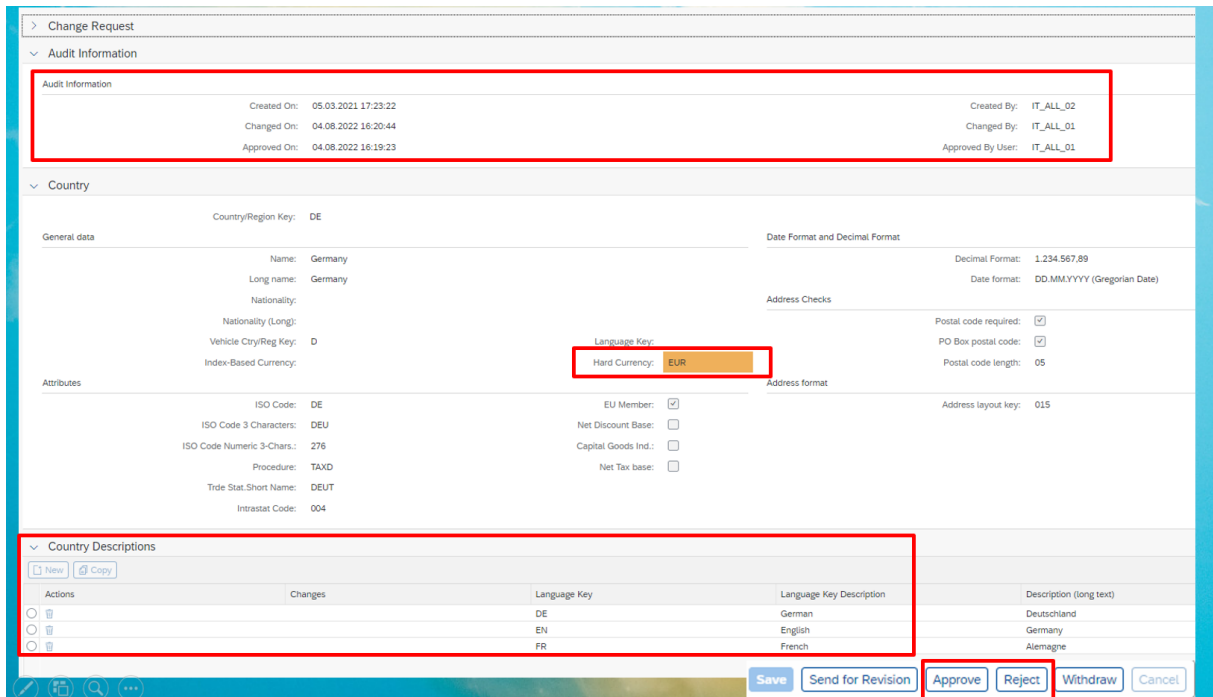 Change Request
Audit Information
Audit Information
Created On: 05.03.2021 17:23:22 Created By: IT_ALL_02
Changed On: 04.08.2022 16:20:44 Changed By: IT_ALL_01
Approved On: 04.08.2022 16:19:23 Approved By User: IT_ALL_01
Country
Country/Region Key: DE
General data Date Format and Decimal Format
Name: Germany Decimal Format: 1.234.567,89
Long name: Germany Date format: DD.MM.YYYY (Gregorian Date)
Nationality: Address Checks
Nationality (Long): Postal code required:
Vehicle Ctry/Reg Key: D Language Key: PO Box postal code:
Index-Based Currency: Hard Currency: EUR Postal code length: 05
Attributes Address format
ISO Code: DE EU Member: Address layout key: 015
ISO Code 3 Characters: DEU Net Discount Base:
ISO Code Numeric 3-Chars.: 276 Capital Goods Ind.:
Procedure: TAXD Net Tax base:
Trde Stat.Short Name: DEUT
Intrastat Code: 004
Country Descriptions
New Copy
Actions Changes Language Key Language Key Description Description (long text)
DE German Deutschland
EN English Germany
FR French Alemagne
Save Send for Revision Approve Reject Withdraw Cancel